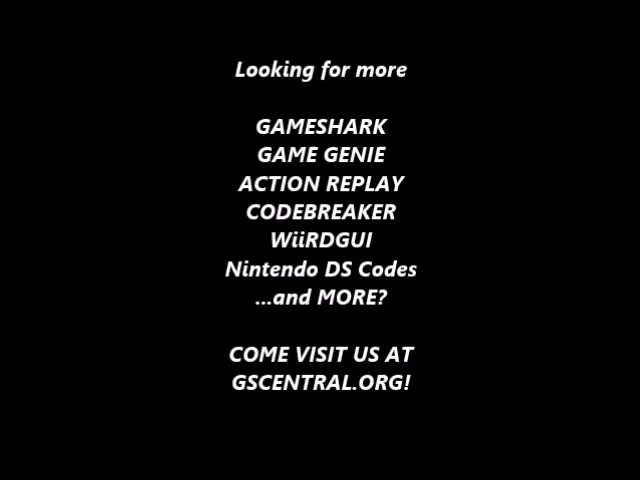 Looking for more
GAMESHARK
GAME GENIE
ACTION REPLAY
CODEBREAKER
WiiRDGUI
Nintendo DS Codes
...and MORE?
COME VISIT US AT
GSCENTRAL.ORG!